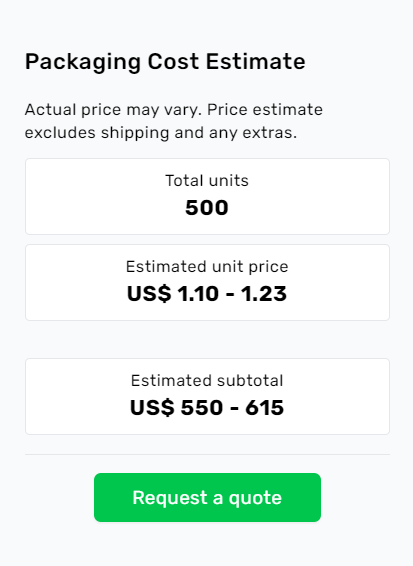 Packaging Cost Estimate
Actual price may vary. Price estimate
excludes shipping and any extras.
Total units
500
Estimated unit price
US$ 1.10 - 1.23
Estimated subtotal
US$ 550 - 615
Request a quote